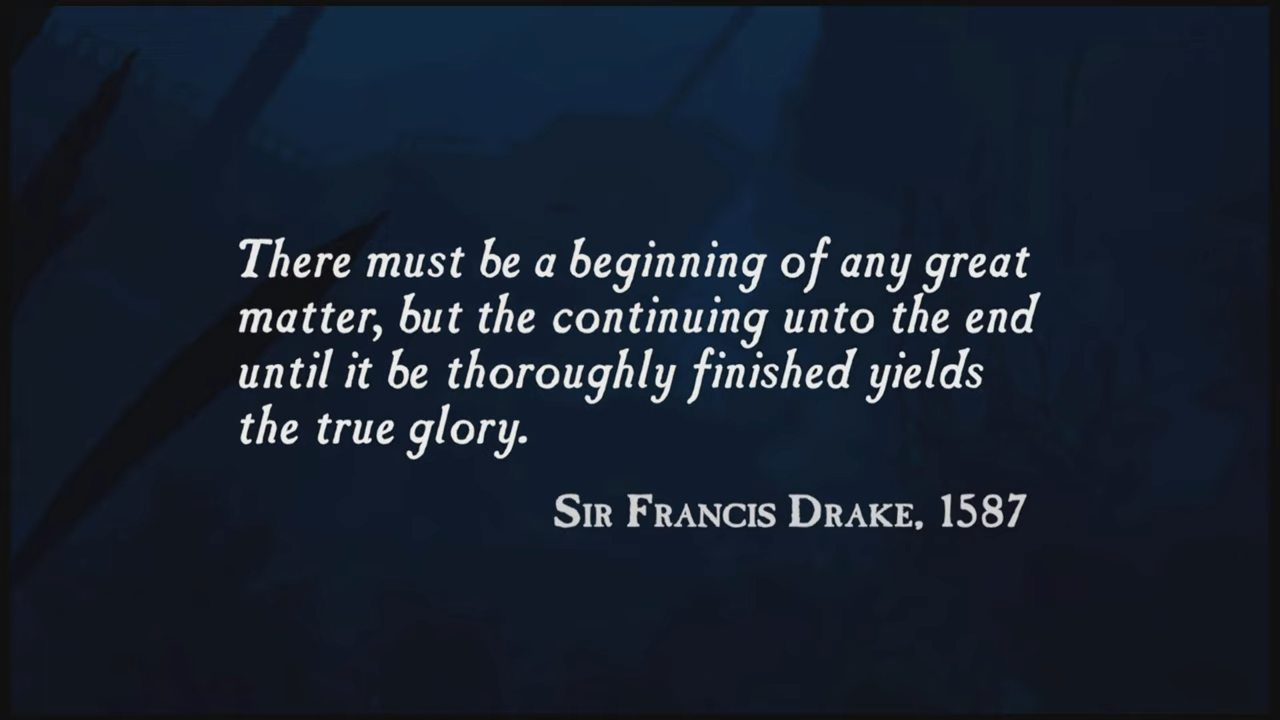 There must be a beginning of any great
matter, but the continuing unto the end
until it be thoroughly finished yields
the true glory.
Sir Francis Drake, 1587